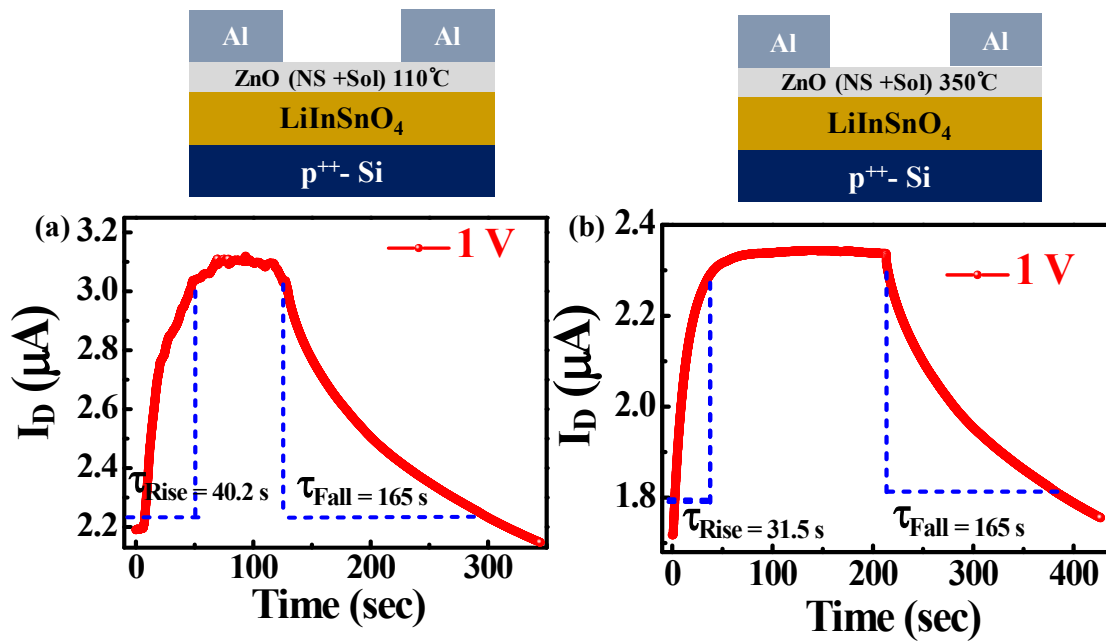 Al Al
ZnO (NS +Sol) 110°C
LiInSnO4
p++- Si
Al Al
ZnO (NS +Sol) 350°C
LiInSnO4
p++- Si
(a)
1 V
3.2
3.0
2.8
2.6
2.4
2.2
ID (μA)
τRise = 40.2 s
τFall = 165 s
0 100 200 300
Time (sec)
(b)
1 V
2.4
2.2
2.0
1.8
ID (μA)
τRise = 31.5 s
τFall = 165 s
0 100 200 300 400
Time (sec)